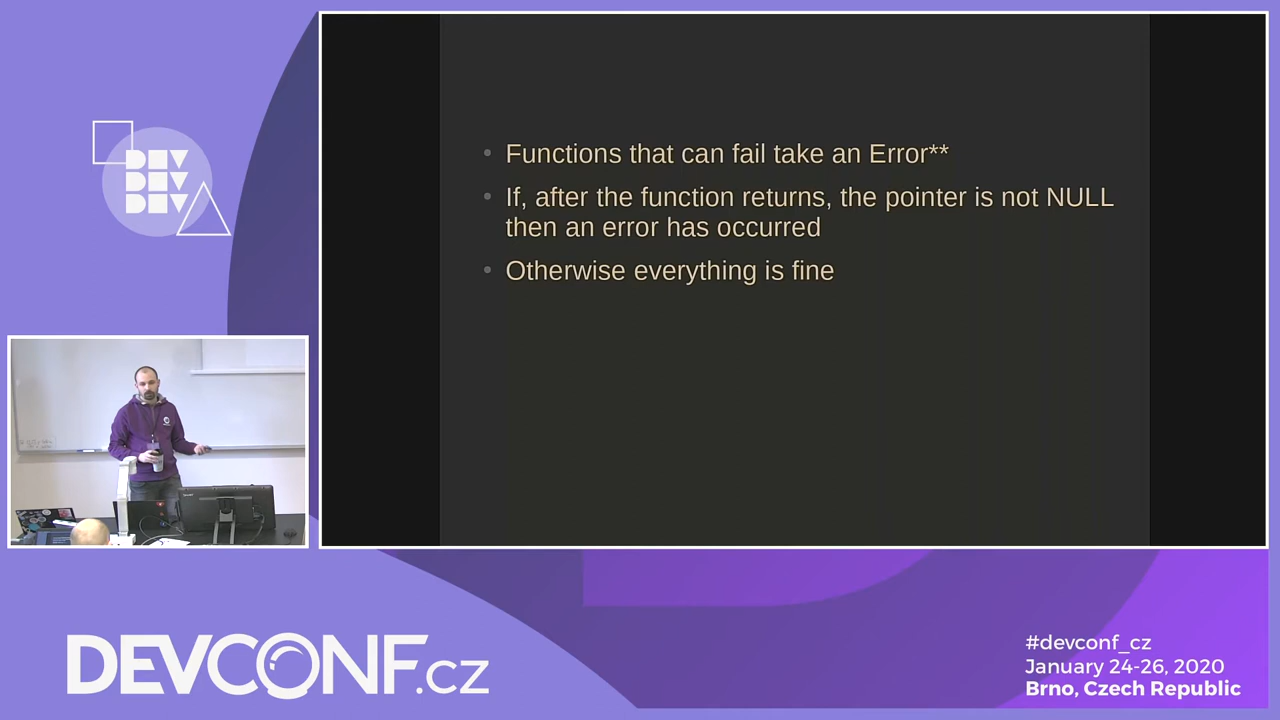 DEV
DEV
DEV
Functions that can fail take an Error**
If, after the function returns, the pointer is not NULL
then an error has occurred
Otherwise everything is fine
DEVCONF.cz
#devconf_cz
January 24-26, 2020
Brno, Czech Republic